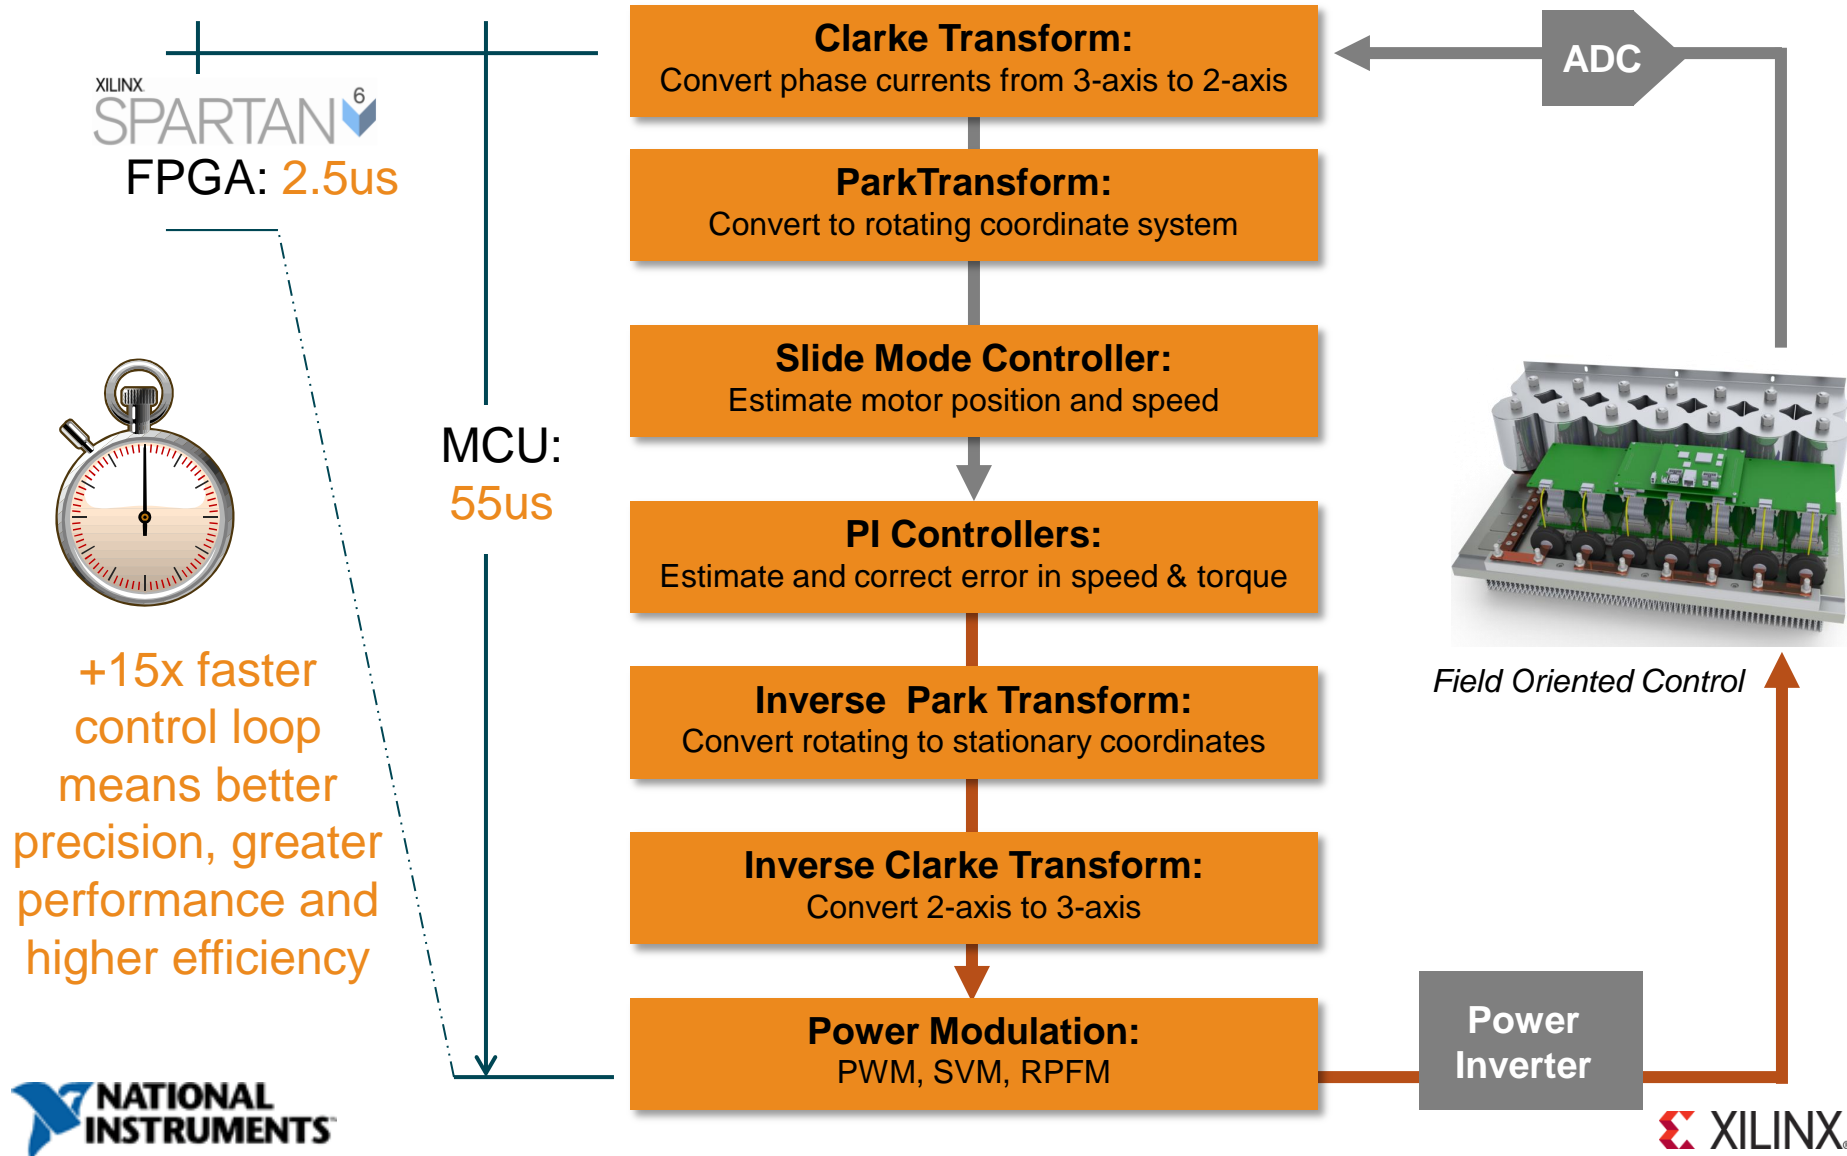 Clarke Transform:
Convert phase currents from 3-axis to 2-axis
ADC
XILINX
SPARTAN 6
FPGA: 2.5us
ParkTransform:
Convert to rotating coordinate system
Slide Mode Controller:
Estimate motor position and speed
MCU:
55us
PI Controllers:
Estimate and correct error in speed & torque
+15x faster
control loop
means better
precision, greater
performance and
higher efficiency
Inverse Park Transform:
Convert rotating to stationary coordinates
Field Oriented Control
Inverse Clarke Transform:
Convert 2-axis to 3-axis
Power Modulation:
PWM, SVM, RPFM
Power
Inverter
NATIONAL
INSTRUMENTS™
XILINX®